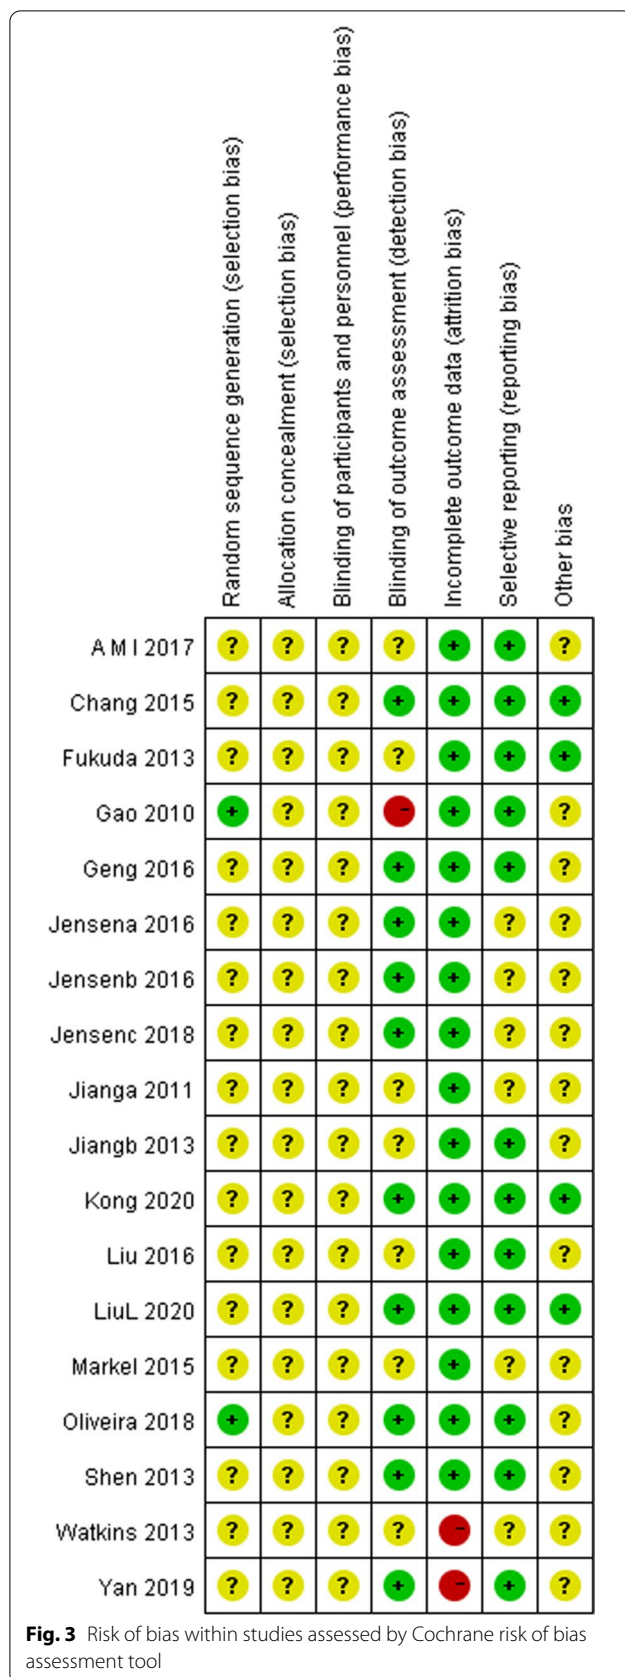 Random sequence generation (selection bias)
Allocation concealment (selection bias)
Blinding of participants and personnel (performance bias)
Blinding of outcome assessment (detection bias)
Incomplete outcome data (attrition bias)
Selective reporting (reporting bias)
Other bias
A M I 2017 ? ? ? ? + + ?
Chang 2015 ? ? ? + + + +
Fukuda 2013 ? ? ? ? + + +
Gao 2010 + ? ? - + + ?
Geng 2016 ? ? ? + + + ?
Jensena 2016 ? ? ? + + ? ?
Jensenb 2016 ? ? ? + + ? ?
Jensenc 2018 ? ? ? + + ? ?
Jianga 2011 ? ? ? ? + ? ?
Jiangb 2013 ? ? ? ? + + ?
Kong 2020 ? ? ? + + + +
Liu 2016 ? ? ? ? + + ?
LiuL 2020 ? ? ? + + + +
Markel 2015 ? ? ? ? + ? ?
Oliveira 2018 + ? ? + + + ?
Shen 2013 ? ? ? + + + ?
Watkins 2013 ? ? ? ? - ? ?
Yan 2019 ? ? ? + - + ?
Fig. 3 Risk of bias within studies assessed by Cochrane risk of bias
assessment tool